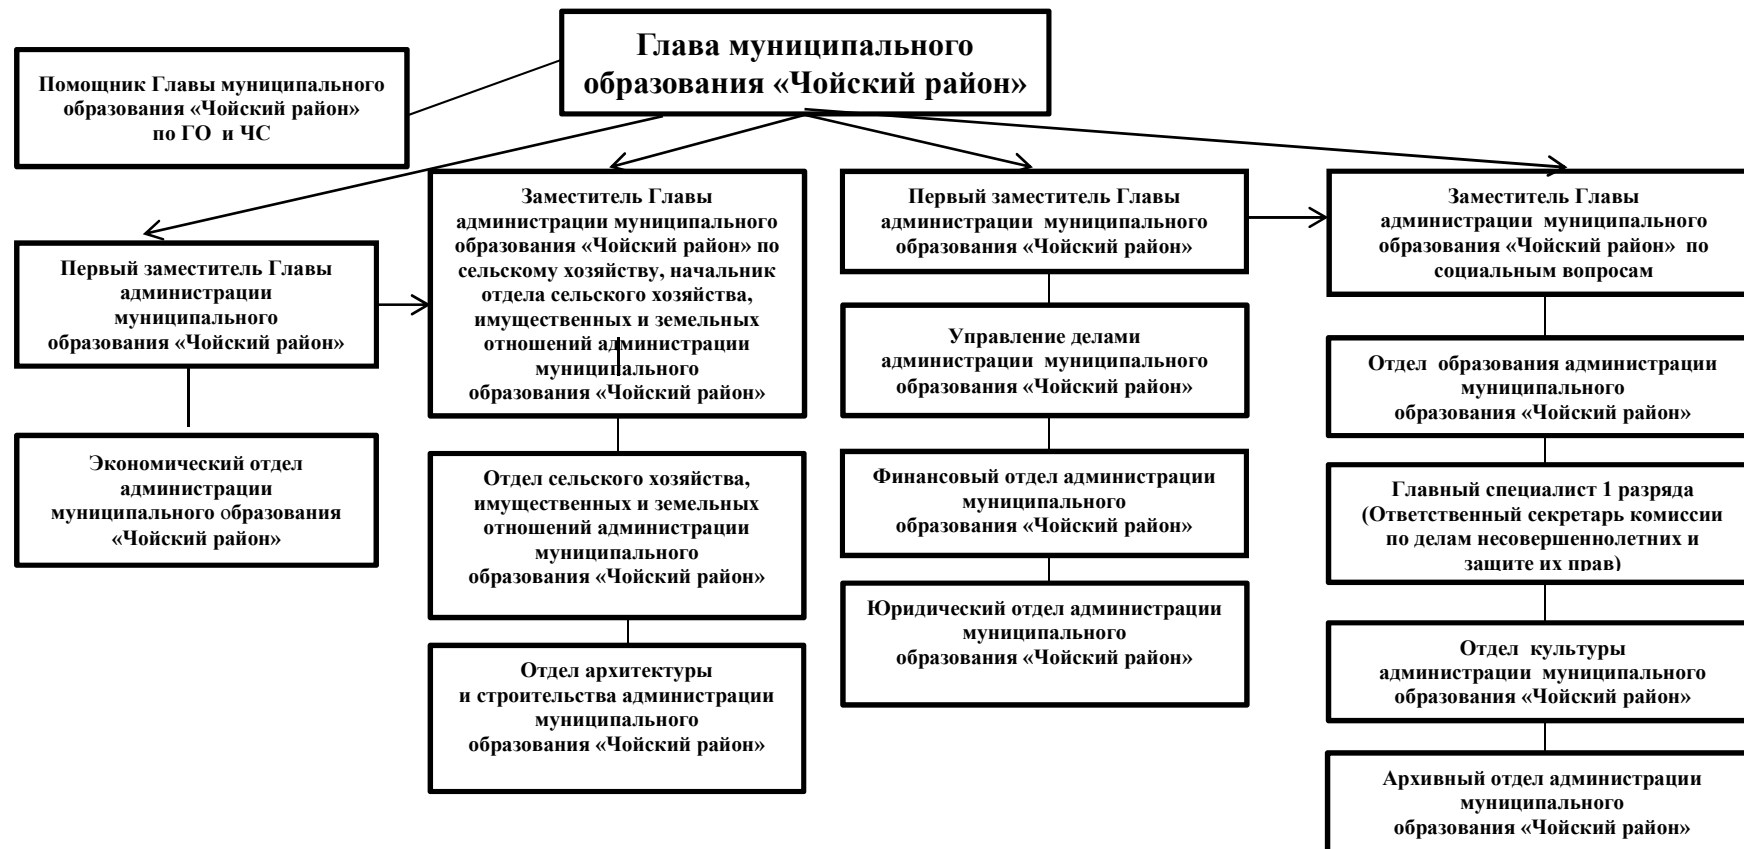 Глава муниципального
образования «Чойский район»
Помощник Главы муниципального
образования «Чойский район»
по ГО и ЧС
Первый заместитель Главы
администрации
муниципального
образования «Чойский район»
Экономический отдел
администрации
муниципального образования
«Чойский район»
Заместитель Главы
администрации муниципального
образования «Чойский район» по
сельскому хозяйству, начальник
отдела сельского хозяйства,
имущественных и земельных
отношений администрации
муниципального
образования «Чойский район»
Отдел сельского хозяйства,
имущественных и земельных
отношений администрации
муниципального
образования «Чойский район»
Отдел архитектуры
и строительства администрации
муниципального
образования «Чойский район»
Первый заместитель Главы
администрации муниципального
образования «Чойский район»
Управление делами
администрации муниципального
образования «Чойский район»
Финансовый отдел администрации
муниципального
образования «Чойский район»
Юридический отдел администрации
муниципального
образования «Чойский район»
Заместитель Главы
администрации муниципального
образования «Чойский район» по
социальным вопросам
Отдел образования администрации
муниципального
образования «Чойский район»
Главный специалист 1 разряда
(Ответственный секретарь комиссии
по делам несовершеннолетних и
защите их прав)
Отдел культуры
администрации муниципального
образования «Чойский район»
Архивный отдел администрации
муниципального
образования «Чойский район»